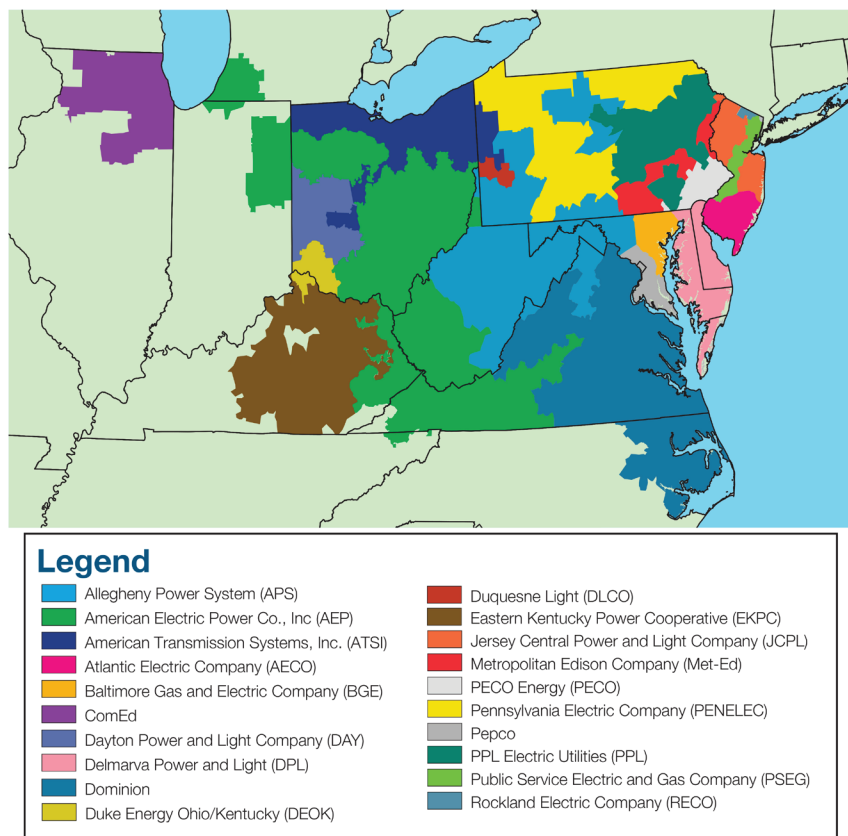 Legend
Allegheny Power System (APS)
American Electric Power Co., Inc (AEP)
American Transmission Systems, Inc. (ATSI)
Atlantic Electric Company (AECO)
Baltimore Gas and Electric Company (BGE)
ComEd
Dayton Power and Light Company (DAY)
Delmarva Power and Light (DPL)
Dominion
Duke Energy Ohio/Kentucky (DEOK)
Duquesne Light (DLCO)
Eastern Kentucky Power Cooperative (EKPC)
Jersey Central Power and Light Company (JCPL)
Metropolitan Edison Company (Met-Ed)
PECO Energy (PECO)
Pennsylvania Electric Company (PENELEC)
Pepco
PPL Electric Utilities (PPL)
Public Service Electric and Gas Company (PSEG)
Rockland Electric Company (RECO)